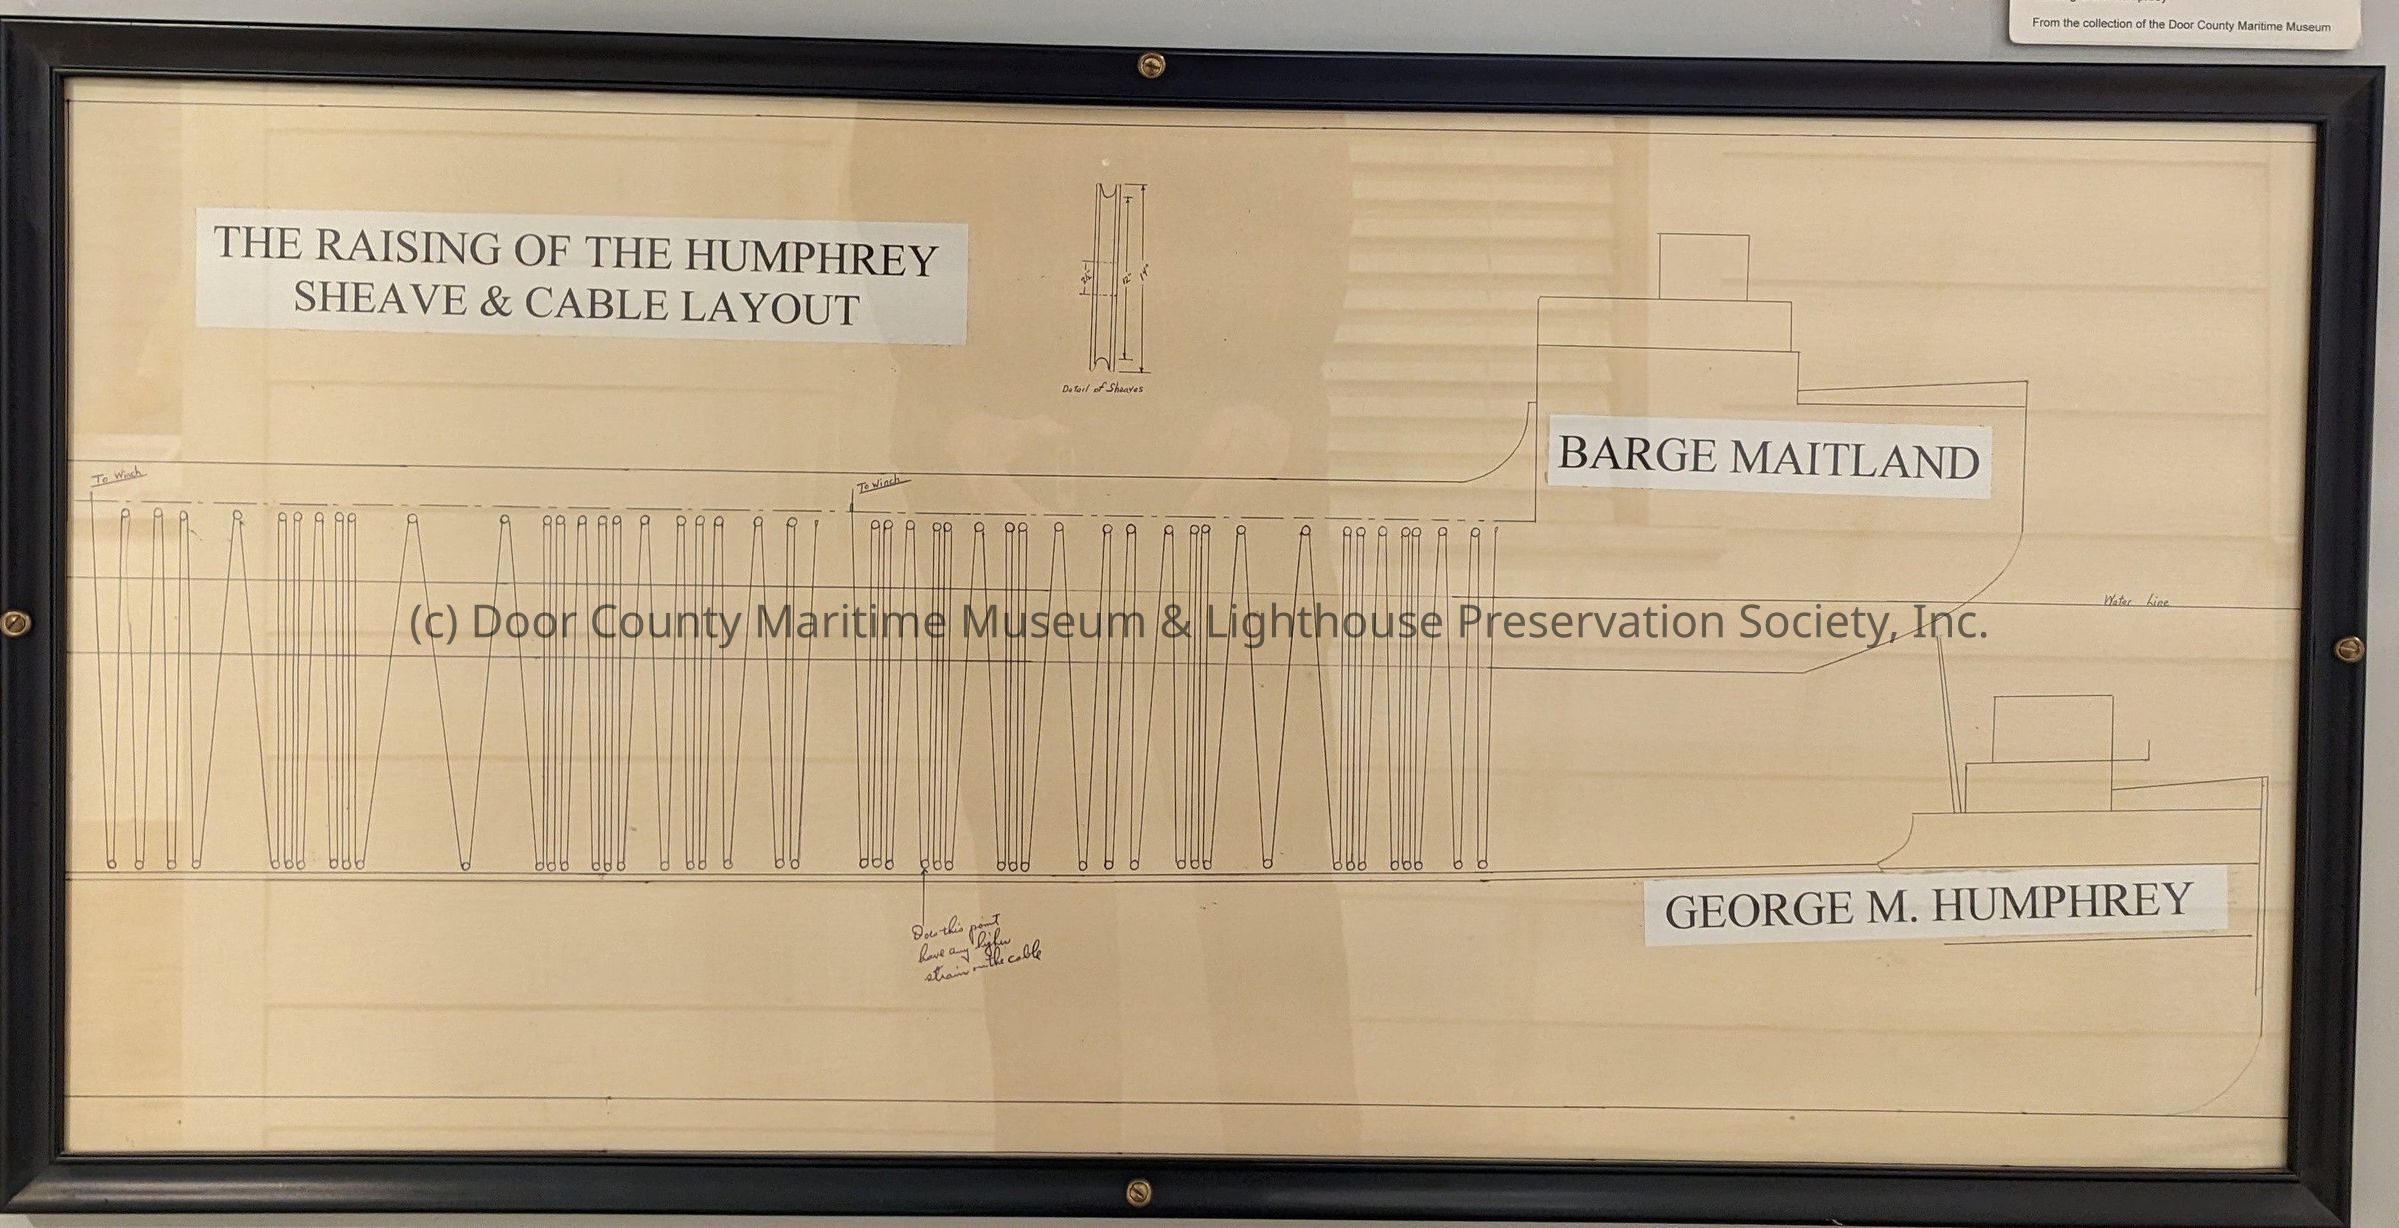 From the collection of the Door County Maritime Museum
THE RAISING OF THE HUMPHREY
SHEAVE & CABLE LAYOUT
12"
14"
Detail of Sheaves
BARGE MAITLAND
To Winch
To Winch
Water Line
(c) Door County Maritime Museum & Lighthouse Preservation Society, Inc.
GEORGE M. HUMPHREY
Does this point
have any higher
strain on the cable